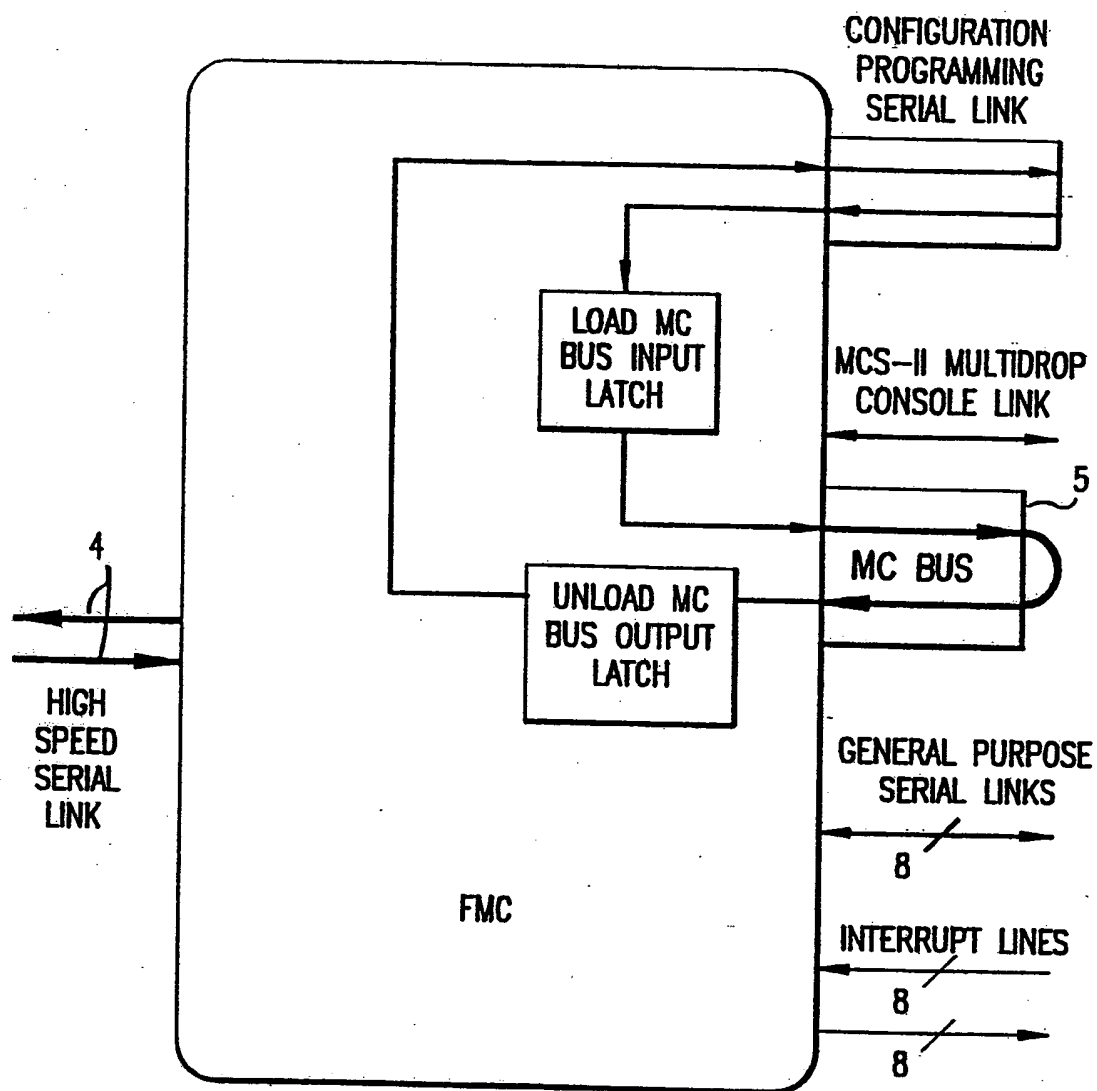 CONFIGURATION
PROGRAMMING
SERIAL LINK
LOAD MC
BUS INPUT
LATCH
MCS-II MULTIDROP
CONSOLE LINK
5
MC BUS
4
UNLOAD MC
BUS OUTPUT
LATCH
HIGH
SPEED
SERIAL
LINK
GENERAL PURPOSE
SERIAL LINKS
8
FMC
INTERRUPT LINES
8
8